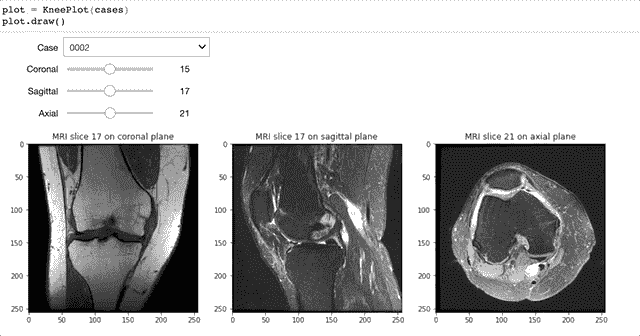 plot = KneePlot(cases)
plot.draw()
Case 0002
Coronal 15
Sagittal 17
Axial 21
MRI slice 17 on coronal plane
MRI slice 17 on sagittal plane
MRI slice 21 on axial plane
0
50
100
150
200
250
0 50 100 150 200 250
0
50
100
150
200
250
0 50 100 150 200 250
0
50
100
150
200
250
0 50 100 150 200 250